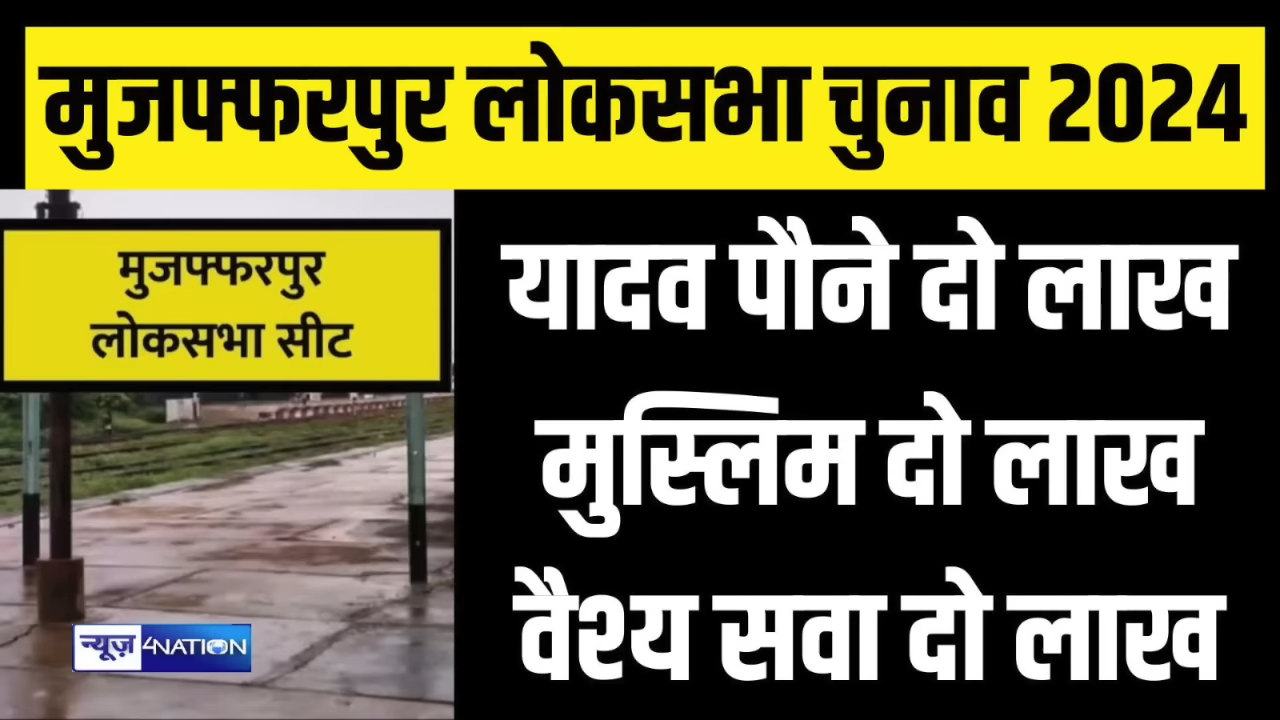 मुजफ्फरपुर लोकसभा चुनाव 2024
मुजफ्फरपुर
लोकसभा सीट
यादव पौने दो लाख
मुस्लिम दो लाख
वैश्य सवा दो लाख
न्यूज़ 4NATION